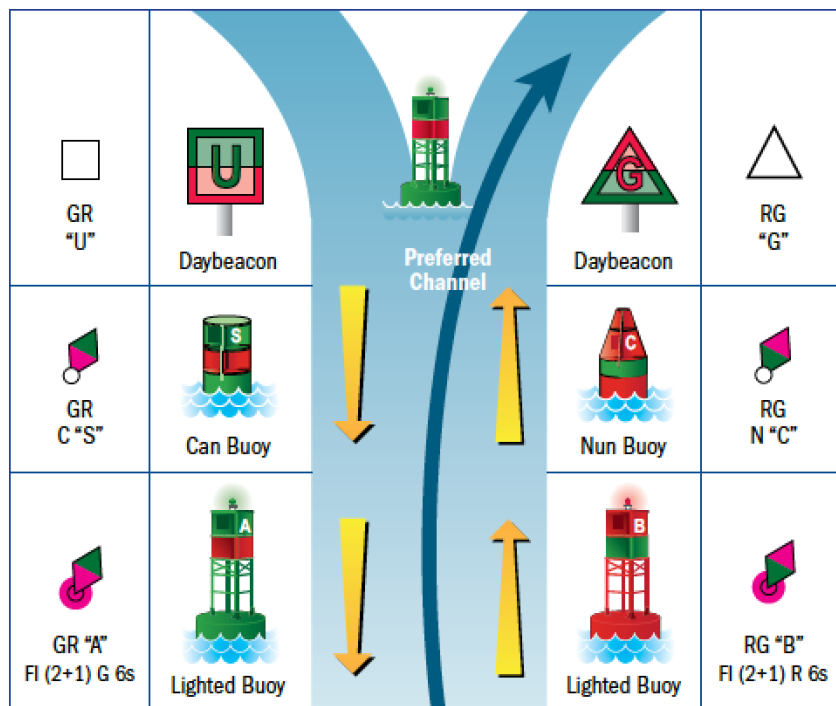 U
G
GR
"U"
Daybeacon
Preferred
Channel
Daybeacon
RG
"G"
S
C
GR
C "S"
Can Buoy
Nun Buoy
RG
N "C"
A
B
GR "A"
Fl (2+1) G 6s
Lighted Buoy
Lighted Buoy
RG "B"
Fl (2+1) R 6s